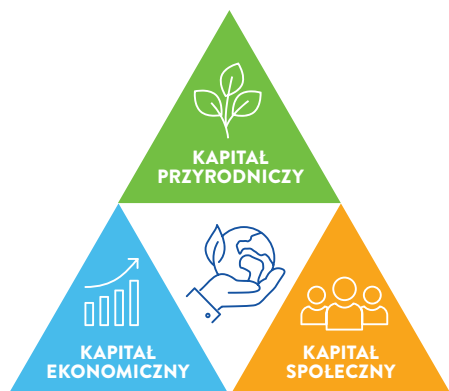 KAPITAŁ
PRZYRODNICZY
KAPITAŁ
EKONOMICZNY
KAPITAŁ
SPOŁECZNY